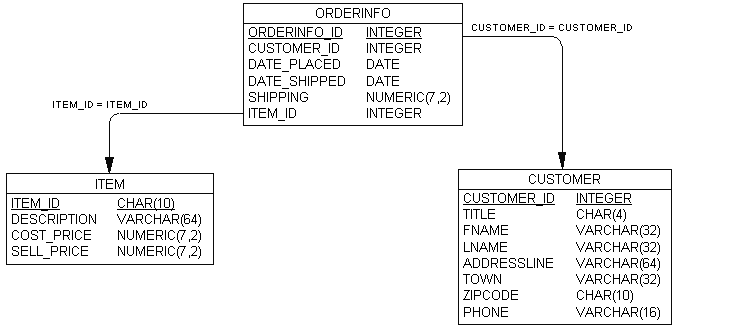 ORDERINFO
ORDERINFO_ID INTEGER
CUSTOMER_ID INTEGER
DATE_PLACED DATE
DATE_SHIPPED DATE
SHIPPING NUMERIC(7,2)
ITEM_ID INTEGER
CUSTOMER_ID = CUSTOMER_ID
ITEM_ID = ITEM_ID
ITEM
ITEM_ID CHAR(10)
DESCRIPTION VARCHAR(64)
COST_PRICE NUMERIC(7,2)
SELL_PRICE NUMERIC(7,2)
CUSTOMER
CUSTOMER_ID INTEGER
TITLE CHAR(4)
FNAME VARCHAR(32)
LNAME VARCHAR(32)
ADDRESSLINE VARCHAR(64)
TOWN VARCHAR(32)
ZIPCODE CHAR(10)
PHONE VARCHAR(16)